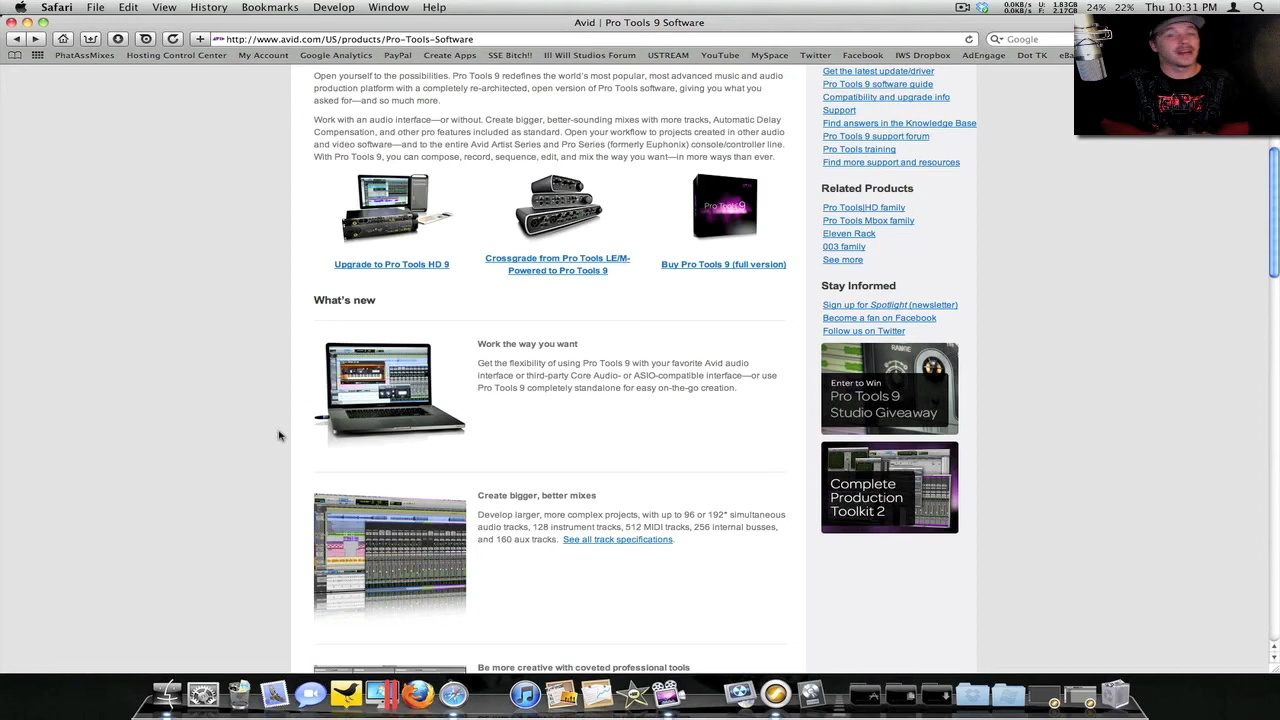 Safari File Edit View History Bookmarks Develop Window Help
0.0KB/s U: 1.83GB
0.0KB/s F: 2.17GB
24% 22% Thu 10:31 PM
Avid | Pro Tools 9 Software
http://www.avid.com/US/products/Pro-Tools-Software
Google
PhatAssMixes Hosting Control Center My Account Google Analytics PayPal Create Apps SSE Bitch!! Ill Will Studios Forum USTREAM YouTube MySpace Twitter Facebook IWS Dropbox AdEngage Dot TK eBa
Open yourself to the possibilities. Pro Tools 9 redefines the world's most popular, most advanced music and audio
production platform with a completely re-architected, open version of Pro Tools software, giving you what you
asked for—and so much more.
Work with an audio interface—or without. Create bigger, better-sounding mixes with more tracks, Automatic Delay
Compensation, and other pro features included as standard. Open your workflow to projects created in other audio
and video software—and to the entire Avid Artist Series and Pro Series (formerly Euphonix) console/controller line.
With Pro Tools 9, you can compose, record, sequence, edit, and mix the way you want—in more ways than ever.
PRO TOOLS 9
Upgrade to Pro Tools HD 9
Crossgrade from Pro Tools LE/M-
Powered to Pro Tools 9
Buy Pro Tools 9 (full version)
What's new
Work the way you want
Get the flexibility of using Pro Tools 9 with your favorite Avid audio
interface or third-party Core Audio- or ASIO-compatible interface—or use
Pro Tools 9 completely standalone for easy on-the-go creation.
Create bigger, better mixes
Develop larger, more complex projects, with up to 96 or 192* simultaneous
audio tracks, 128 instrument tracks, 512 MIDI tracks, 256 internal busses,
and 160 aux tracks. See all track specifications.
Be more creative with coveted professional tools
Get the latest update/driver
Pro Tools 9 software guide
Compatibility and upgrade info
Support
Find answers in the Knowledge Base
Pro Tools 9 support forum
Pro Tools training
Find more support and resources
Related Products
Pro Tools|HD family
Pro Tools Mbox family
Eleven Rack
003 family
See more
Stay Informed
Sign up for Spotlight (newsletter)
Become a fan on Facebook
Follow us on Twitter
RANGE
Enter to Win
Pro Tools 9
Studio Giveaway
Complete
Production
Toolkit 2